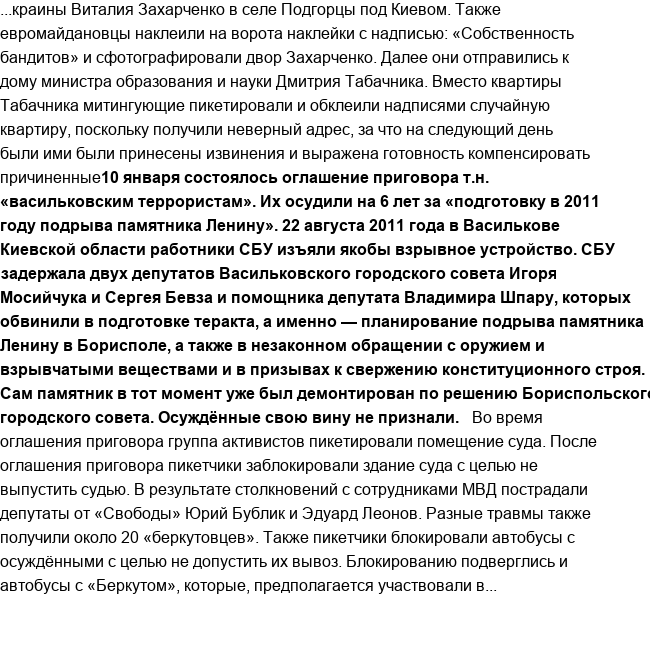 ...краины Виталия Захарченко в селе Подгорцы под Киевом. Также
евромайдановцы наклеили на ворота наклейки с надписью: «Собственность
бандитов» и сфотографировали двор Захарченко. Далее они отправились к
дому министра образования и науки Дмитрия Табачника. Вместо квартиры
Табачника митингующие пикетировали и обклеили надписями случайную
квартиру, поскольку получили неверный адрес, за что на следующий день
были ими были принесены извинения и выражена готовность компенсировать
причиненные10 января состоялось оглашение приговора т.н.
«васильковским террористам». Их осудили на 6 лет за «подготовку в 2011
году подрыва памятника Ленину». 22 августа 2011 года в Василькове
Киевской области работники СБУ изъяли якобы взрывное устройство. СБУ
задержала двух депутатов Васильковского городского совета Игоря
Мосийчука и Сергея Бевза и помощника депутата Владимира Шпару, которых
обвинили в подготовке теракта, а именно — планирование подрыва памятника
Ленину в Борисполе, а также в незаконном обращении с оружием и
взрывчатыми веществами и в призывах к свержению конституционного строя.
Сам памятник в тот момент уже был демонтирован по решению Бориспольского
городского совета. Осуждённые свою вину не признали. Во время
оглашения приговора группа активистов пикетировали помещение суда. После
оглашения приговора пикетчики заблокировали здание суда с целью не
выпустить судью. В результате столкновений с сотрудниками МВД пострадали
депутаты от «Свободы» Юрий Бублик и Эдуард Леонов. Разные травмы также
получили около 20 «беркутовцев». Также пикетчики блокировали автобусы с
осуждёнными с целью не допустить их вывоз. Блокированию подверглись и
автобусы с «Беркутом», которые, предполагается участвовали в...